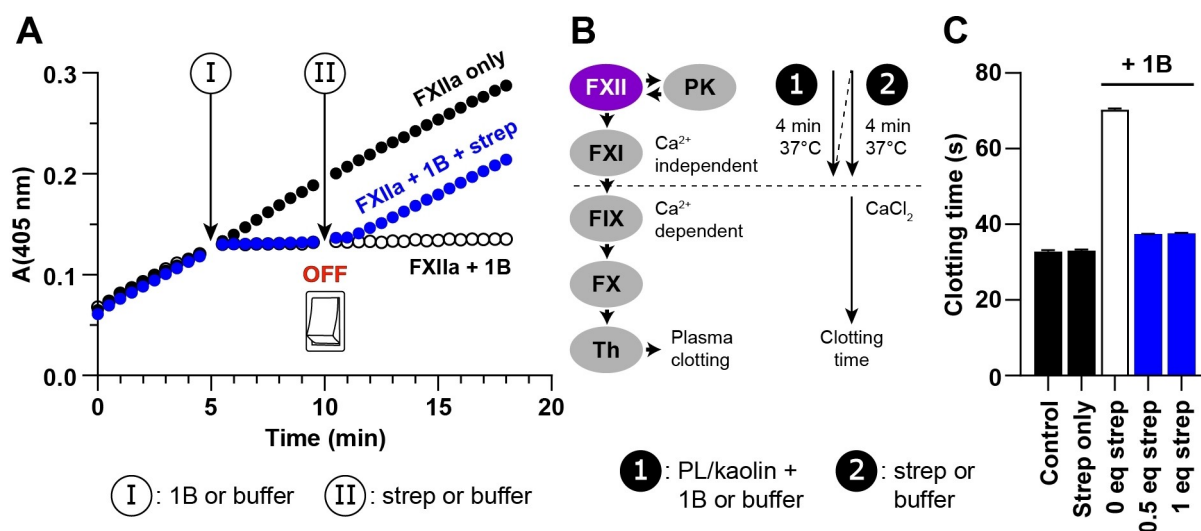 A
I
II
0.3
0.2
0.1
0.0
A(405 nm)
FXIIa only
FXIIa + 1B + strep
FXIIa + 1B
OFF
0
5
10
15
20
Time (min)
I : 1B or buffer
II : strep or buffer
B
FXII
PK
FXI
Ca2+
independent
FIX
Ca2+
dependent
FX
Th
Plasma
clotting
1
4 min
37°C
2
4 min
37°C
CaCl2
Clotting
time
1 : PL/kaolin +
1B or buffer
2 : strep or
buffer
C
+ 1B
80
60
40
20
0
Clotting time (s)
Control
Strep only
0 eq strep
0.5 eq strep
1 eq strep